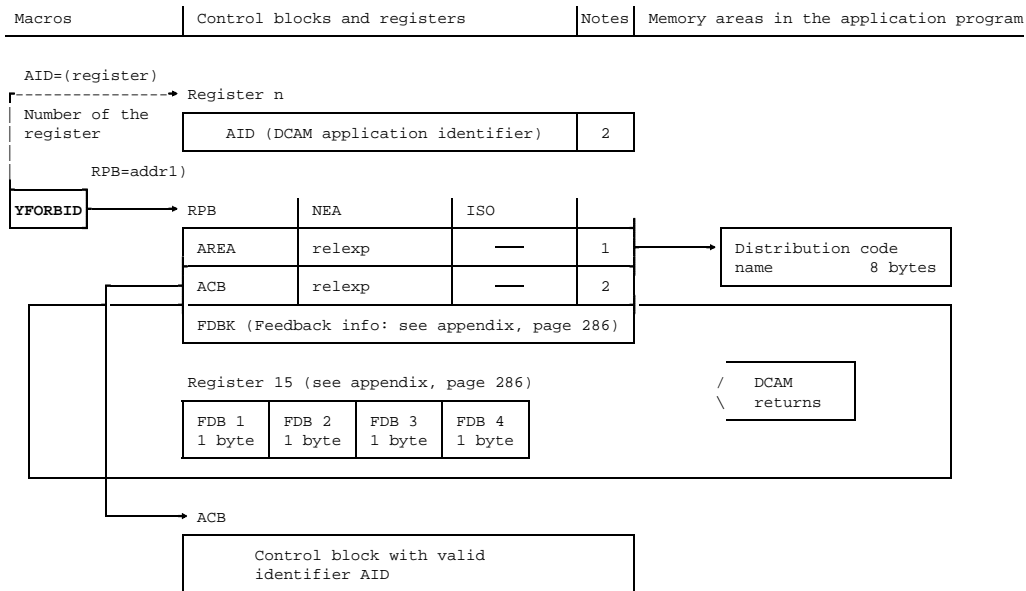 Macros Control blocks and registers Notes Memory areas in the application program
AID=(register)
Register n
Number of the
register
AID (DCAM application identifier) 2
RPB=addr1)
YFORBID RPB NEA ISO
AREA relexp — 1
Distribution code
name 8 bytes
ACB relexp — 2
FDBK (Feedback info: see appendix, page 286)
Register 15 (see appendix, page 286)
/ DCAM
\ returns
FDB 1 FDB 2 FDB 3 FDB 4
1 byte 1 byte 1 byte 1 byte
ACB
Control block with valid
identifier AID